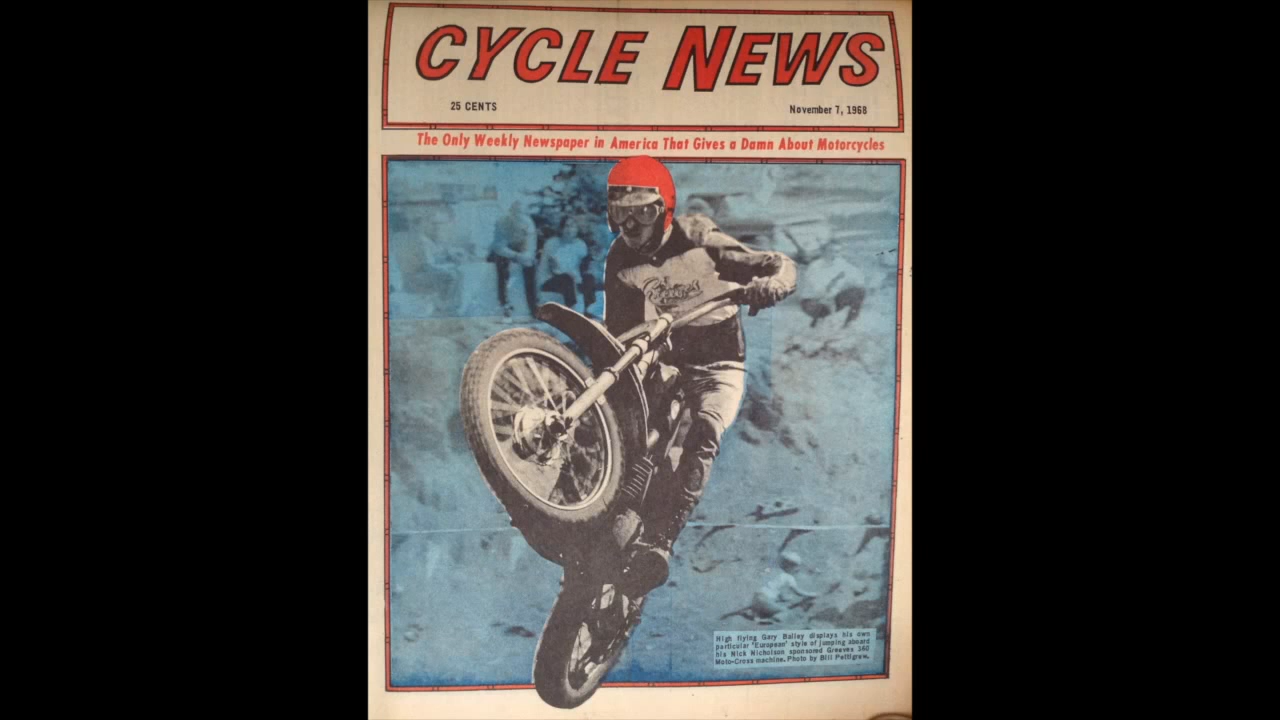 CYCLE NEWS
25 CENTS
November 7, 1968
The Only Weekly Newspaper in America That Gives a Damn About Motorcycles
High flying Gary Bailey displays his own
particular 'European' style of jumping aboard
his Nick Nicholson sponsored Greeves 360
Moto-Cross machine. Photo by Bill Pettigrew.